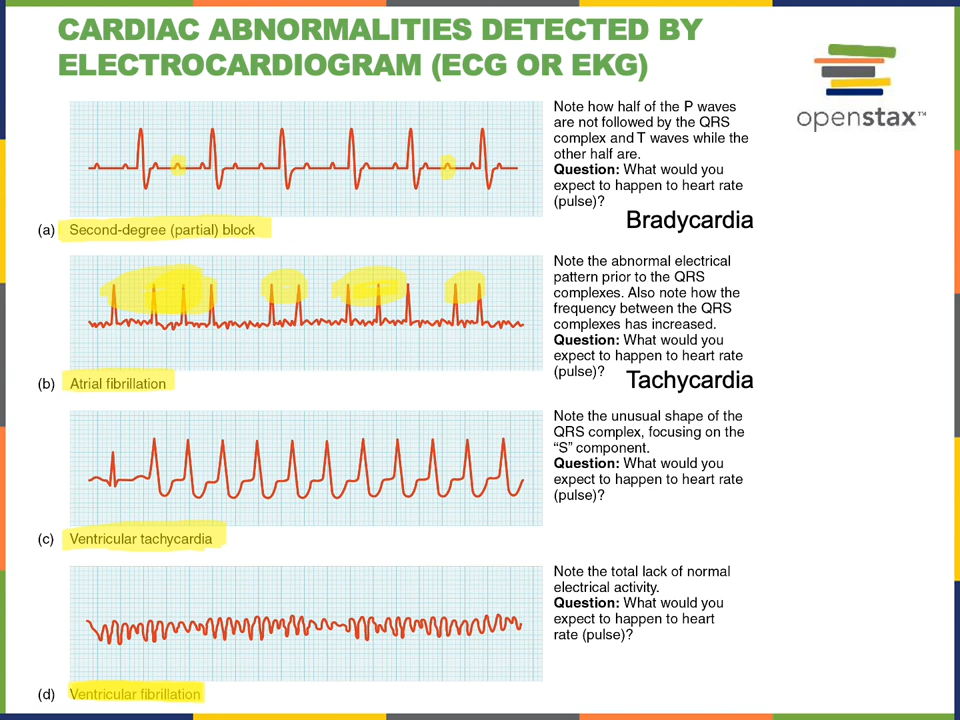 CARDIAC ABNORMALITIES DETECTED BY
ELECTROCARDIOGRAM (ECG OR EKG)
openstax™
Note how half of the P waves
are not followed by the QRS
complex and T waves while the
other half are.
Question: What would you
expect to happen to heart rate
(pulse)?
Bradycardia
(a) Second-degree (partial) block
Note the abnormal electrical
pattern prior to the QRS
complexes. Also note how the
frequency between the QRS
complexes has increased.
Question: What would you
expect to happen to heart rate
(pulse)?
Tachycardia
(b) Atrial fibrillation
Note the unusual shape of the
QRS complex, focusing on the
“S” component.
Question: What would you
expect to happen to heart rate
(pulse)?
(c) Ventricular tachycardia
Note the total lack of normal
electrical activity.
Question: What would you
expect to happen to heart
rate (pulse)?
(d) Ventricular fibrillation